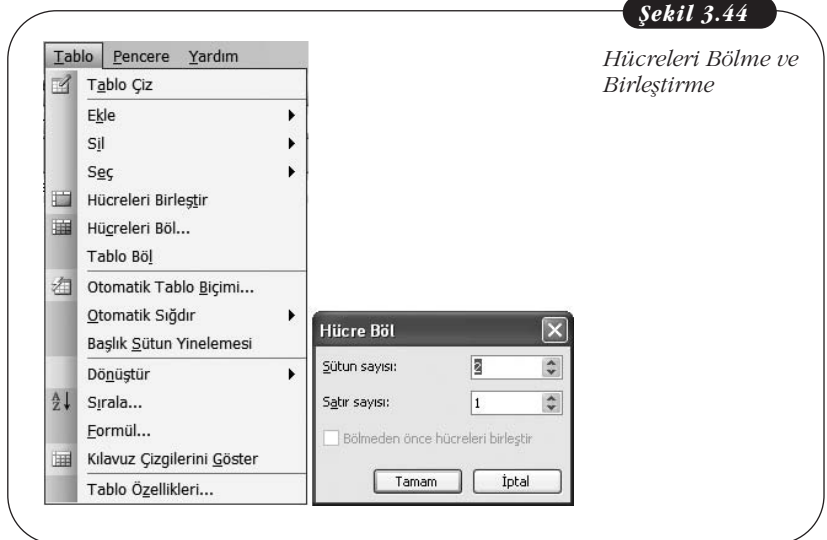 Şekil 3.44
Hücreleri Bölme ve
Birleştirme
Tablo Pencere Yardım
Tablo Çiz
Ekle
Sil
Seç
Hücreleri Birleştir
Hücreleri Böl...
Tablo Böl
Otomatik Tablo Biçimi...
Otomatik Sığdır
Başlık Sütun Yinelemesi
Dönüştür
Sırala...
Formül...
Kılavuz Çizgilerini Göster
Tablo Özellikleri...
Hücre Böl
Sütun sayısı: 2
Satır sayısı: 1
Bölmeden önce hücreleri birleştir
Tamam İptal